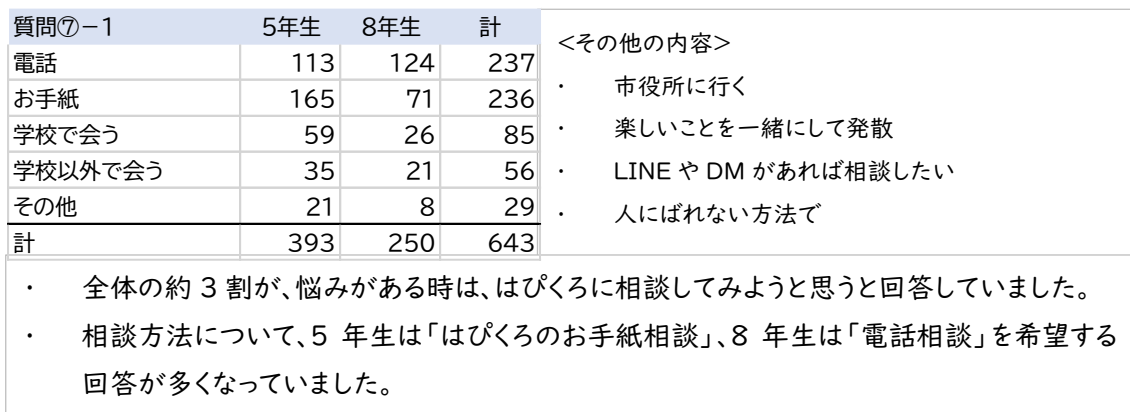 質問⑦－1 5年生 8年生 計
電話 113 124 237
お手紙 165 71 236
学校で会う 59 26 85
学校以外で会う 35 21 56
その他 21 8 29
計 393 250 643
<その他の内容>
・ 市役所に行く
・ 楽しいことを一緒にして発散
・ LINE や DM があれば相談したい
・ 人にばれない方法で
・ 全体の約 3 割が、悩みがある時は、はぴくろに相談してみようと思うと回答していました。
・ 相談方法について、5 年生は「はぴくろのお手紙相談」、8 年生は「電話相談」を希望する
回答が多くなっていました。